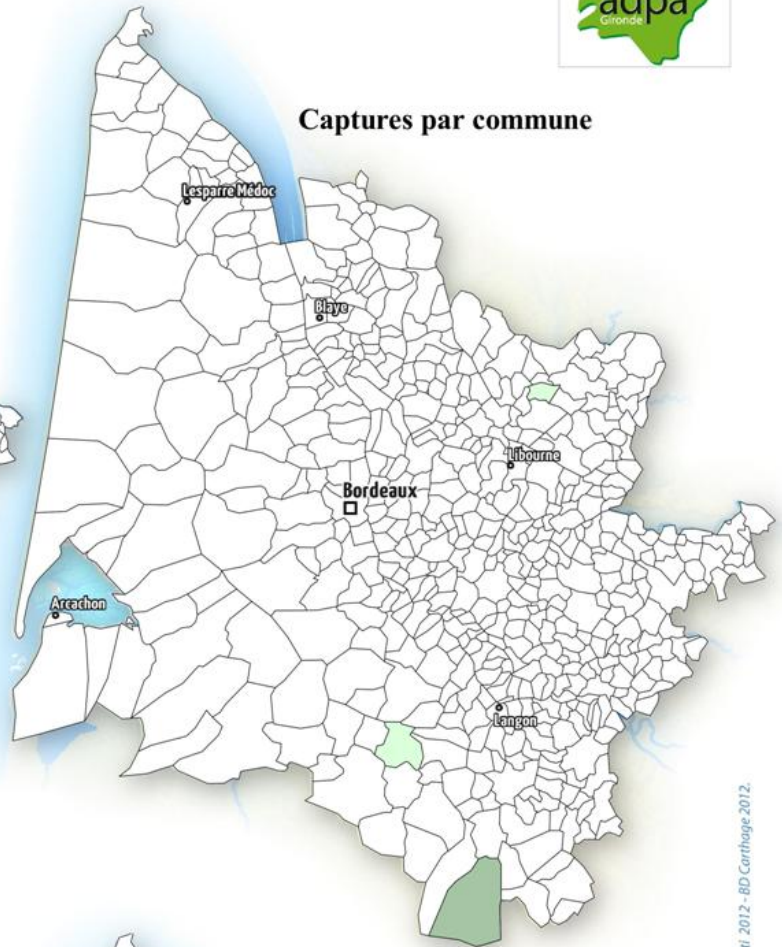 adpa
Gironde
Captures par commune
Lesparre Médoc
Blaye
Libourne
Bordeaux
Arcachon
Langon
2012 - BD Carthage 2012.